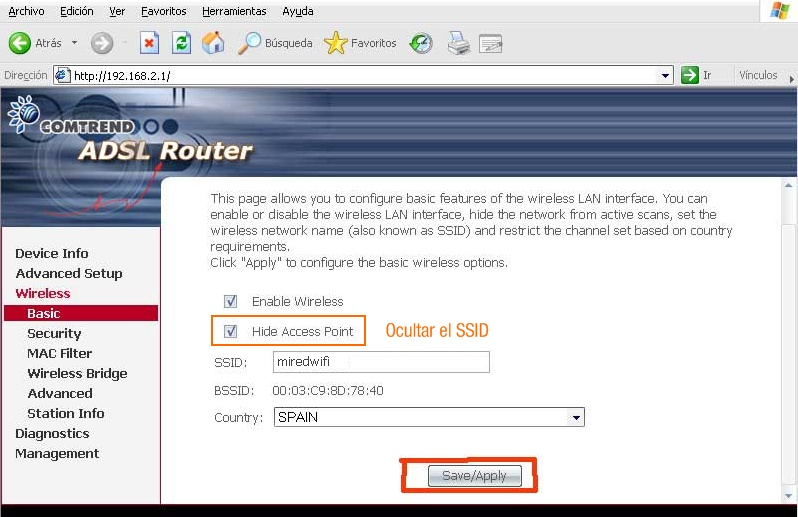 Archivo Edición Ver Favoritos Herramientas Ayuda
Atrás Búsqueda Favoritos
Dirección http://192.168.2.1/ Ir Vínculos
COMTREND
ADSL Router
Device Info
Advanced Setup
Wireless
Basic
Security
MAC Filter
Wireless Bridge
Advanced
Station Info
Diagnostics
Management
This page allows you to configure basic features of the wireless LAN interface. You can
enable or disable the wireless LAN interface, hide the network from active scans, set the
wireless network name (also known as SSID) and restrict the channel set based on country
requirements.
Click "Apply" to configure the basic wireless options.
Enable Wireless
Hide Access Point Ocultar el SSID
SSID: miredwifi
BSSID: 00:03:C9:8D:78:40
Country: SPAIN
Save/Apply